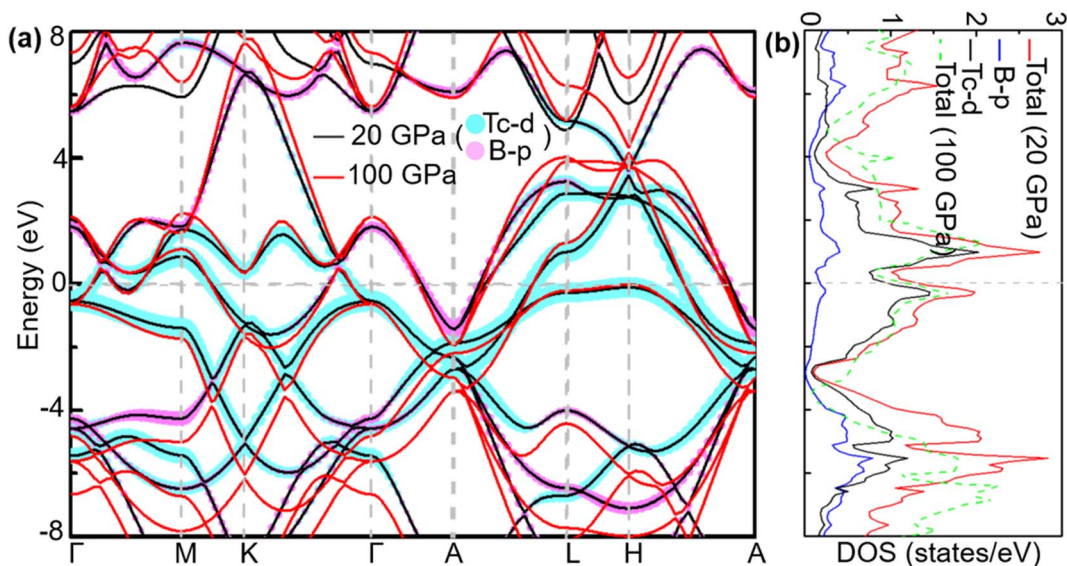 (a)
8
4
0
-4
-8
Energy (eV)
20 GPa ( Tc-d
B-p )
100 GPa
Γ M K Γ A L H A
(b)
0 1 2 3
Total (20 GPa)
B-p
Tc-d
Total (100 GPa)
DOS (states/eV)